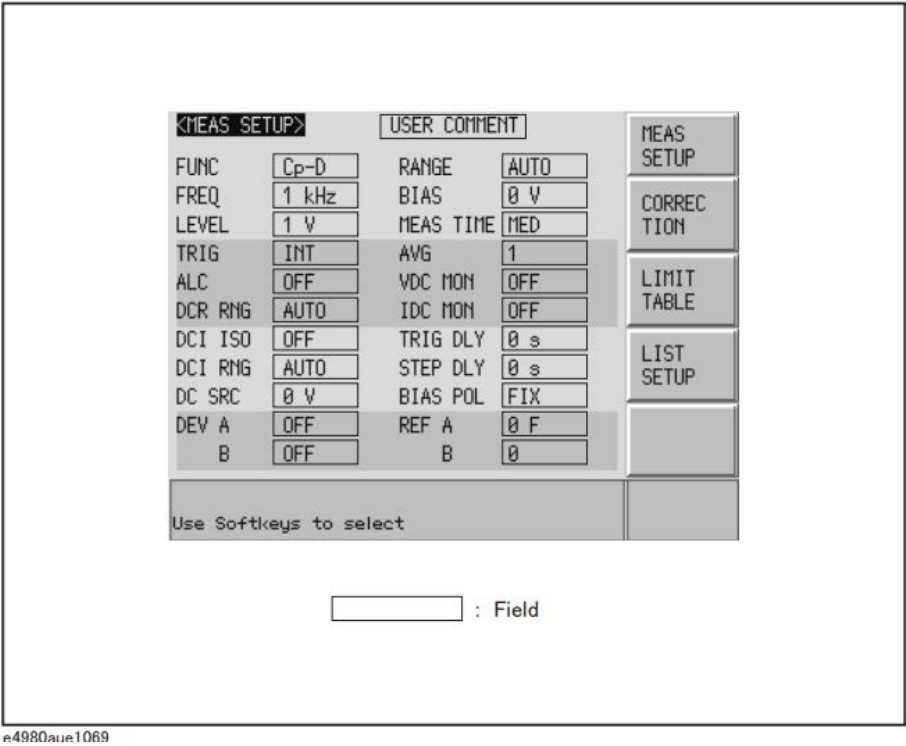 <MEAS SETUP> USER COMMENT
FUNC Cp-D RANGE AUTO
FREQ 1 kHz BIAS 0 V
LEVEL 1 V MEAS TIME MED
TRIG INT AVG 1
ALC OFF VDC MON OFF
DCR RNG AUTO IDC MON OFF
DCI ISO OFF TRIG DLY 0 s
DCI RNG AUTO STEP DLY 0 s
DC SRC 0 V BIAS POL FIX
DEV A OFF REF A 0 F
B OFF B 0
MEAS
SETUP
CORREC
TION
LIMIT
TABLE
LIST
SETUP
Use Softkeys to select
: Field
e4980aue1069